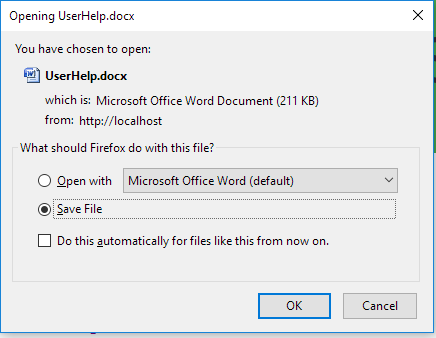 Opening UserHelp.docx
You have chosen to open:
UserHelp.docx
which is: Microsoft Office Word Document (211 KB)
from: http://localhost
What should Firefox do with this file?
Open with Microsoft Office Word (default)
Save File
Do this automatically for files like this from now on.
OK Cancel